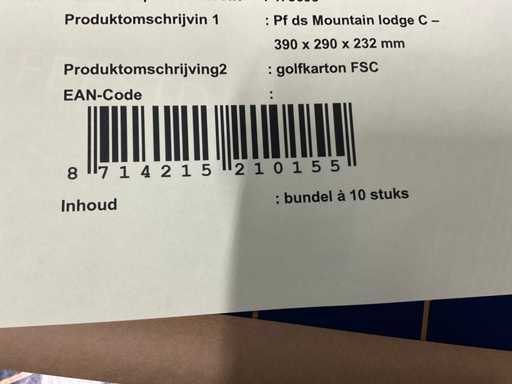 Produktomschrijvin 1 : Pf ds Mountain lodge C –
390 x 290 x 232 mm
Produktomschrijving2 : golfkarton FSC
EAN-Code :
8 714215 210155
Inhoud : bundel à 10 stuks